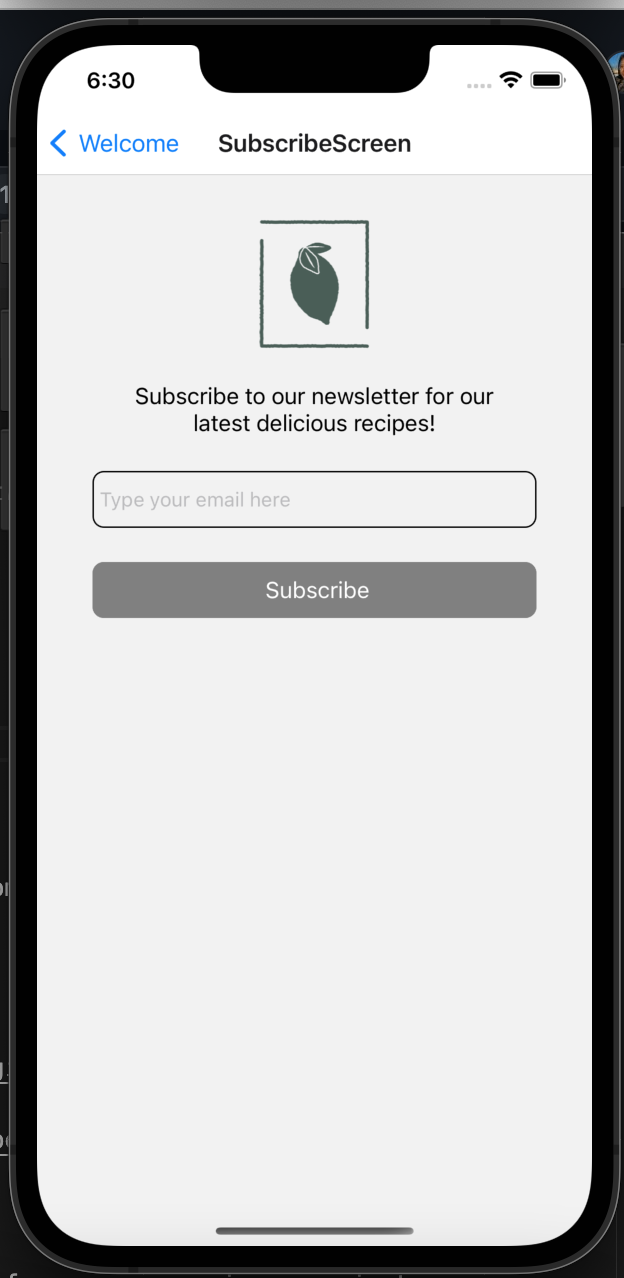 6:30
Welcome SubscribeScreen
Subscribe to our newsletter for our
latest delicious recipes!
Type your email here
Subscribe